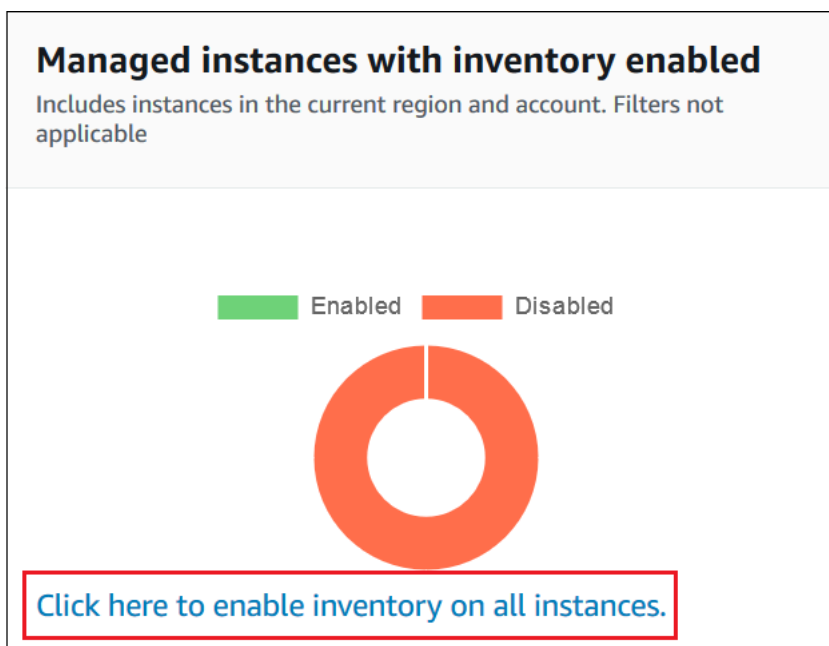 Managed instances with inventory enabled
Includes instances in the current region and account. Filters not
applicable
Enabled Disabled
Click here to enable inventory on all instances.